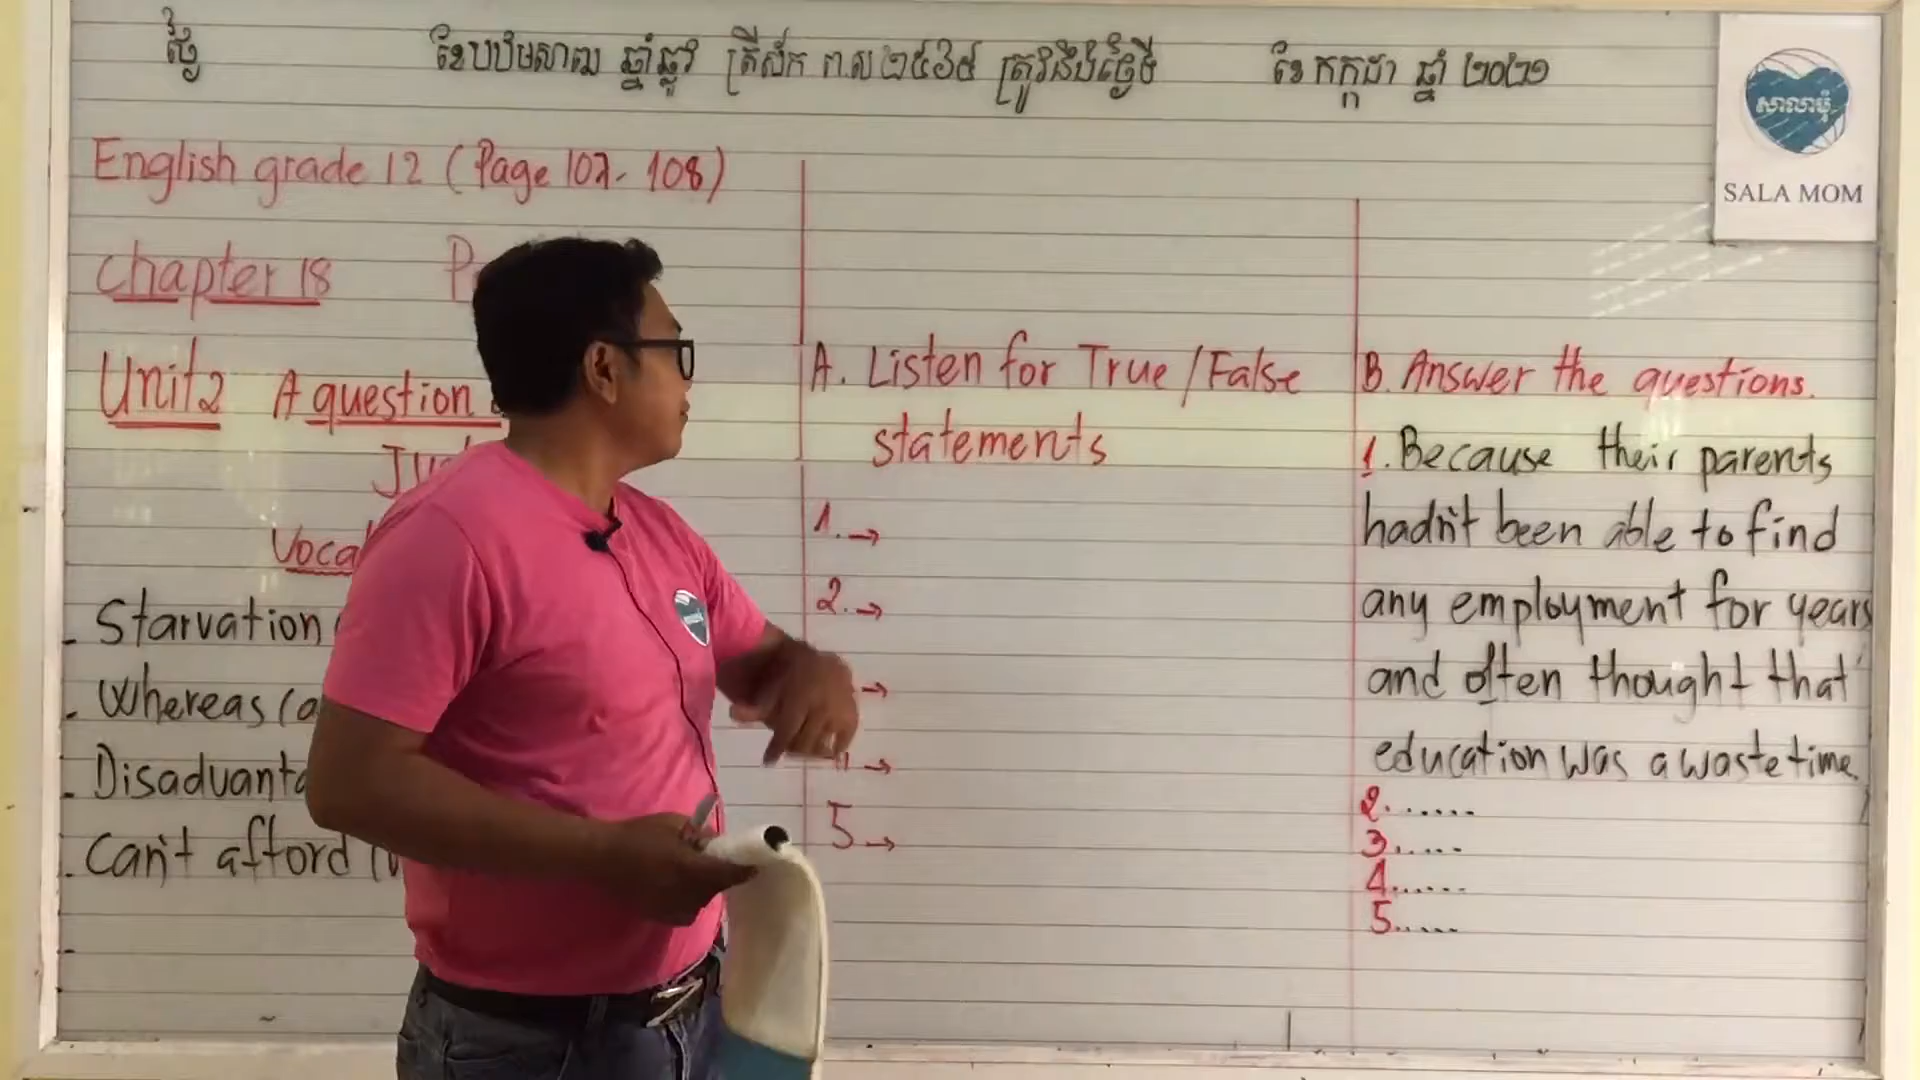 ថ្ងៃ ខែបឋមសាឍ ឆ្នាំឆ្លូវ ត្រីស័ក ព.ស ២៥៦៥ ត្រូវនឹងថ្ងៃទី ខែ កក្កដា ឆ្នាំ ២០២១
សាលាមុំ
SALA MOM
English grade 12 (Page 107- 108)
Chapter 18
Unit2 A question
Starvation
Whereas
Can't afford
A. Listen for True/False
statements
1.→
2.→
→
→
5→
B. Answer the questions.
1. Because their parents
hadn't been able to find
any employment for years
and often thought that
education was a waste time.
2......
3.....
4......
5.....